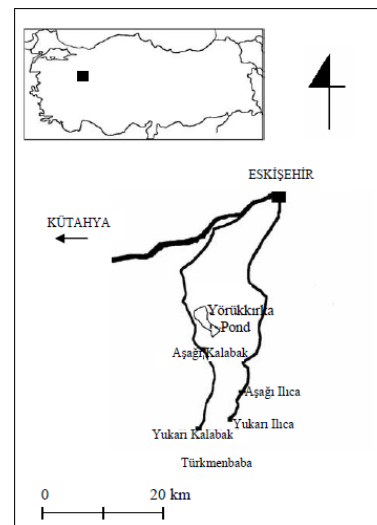 ESKİŞEHİR
KÜTAHYA
Yörükkırka
Pond
Aşağı Kalabak
Aşağı Ilıca
Yukarı Ilıca
Yukarı Kalabak
Türkmenbaba
0 20 km